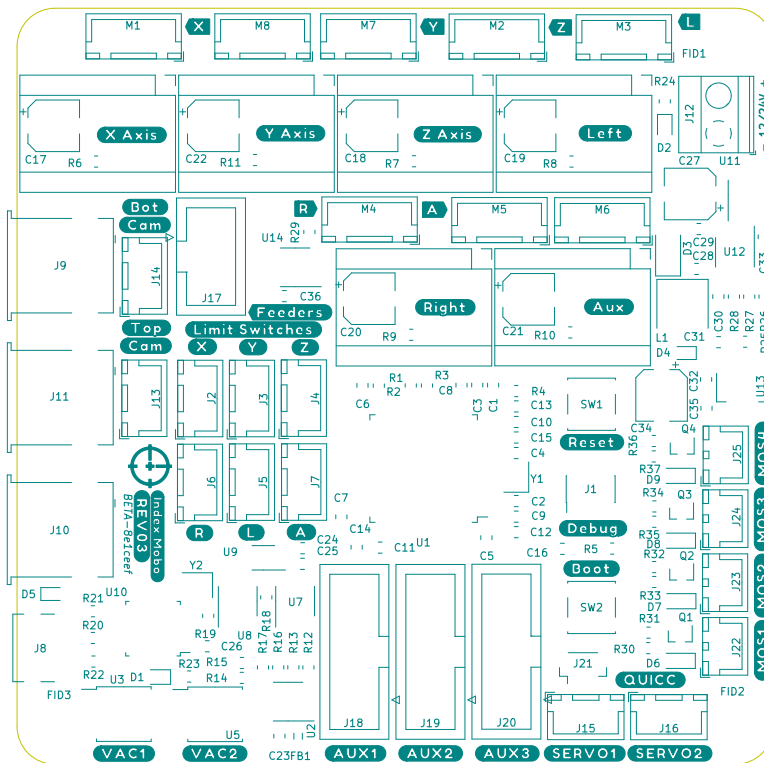 M1
X
M8
M7
Y
M2
Z
M3
L
FID1
R24
J12
X Axis
Y Axis
Z Axis
Left
C17
R6
C22
R11
C18
R7
C19
R8
D2
C27
U11
Bot
Cam
J14
J17
U14
R29
R
M4
A
M5
M6
D3
C29
C28
U12
C33
J9
C36
Feeders
Limit Switches
Top
Cam
X
Y
Z
Right
C20
R9
Aux
C21
R10
L1
D4
C30
R28
R27
C31
J11
J13
J2
J3
J4
C6
R1
R2
R3
C8
C3
C1
R4
C13
C10
C15
C4
SW1
Reset
C34
C32
C35
U13
R36
Q4
J25
MOS4
J10
Index Mobo
REV03
BETA-8e1ceef
J6
J5
J7
R
L
A
C7
C14
C24
C25
U9
C11
U1
C5
Y1
C2
C9
C12
C16
J1
Debug
R5
Boot
SW2
R37
D9
R34
Q3
J24
MOS3
R35
D8
R32
Q2
J23
MOS2
R33
D7
R31
Q1
J22
MOS1
R30
D6
D5
R21
U10
R20
J8
R22
U3
D1
FID3
Y2
R19
C26
R23
R15
R14
U8
U5
R17
R18
R16
R13
R12
U7
U2
C23
FB1
J18
J19
J20
J21
QUICC
FID2
J15
J16
VAC1
VAC2
AUX1
AUX2
AUX3
SERVO1
SERVO2